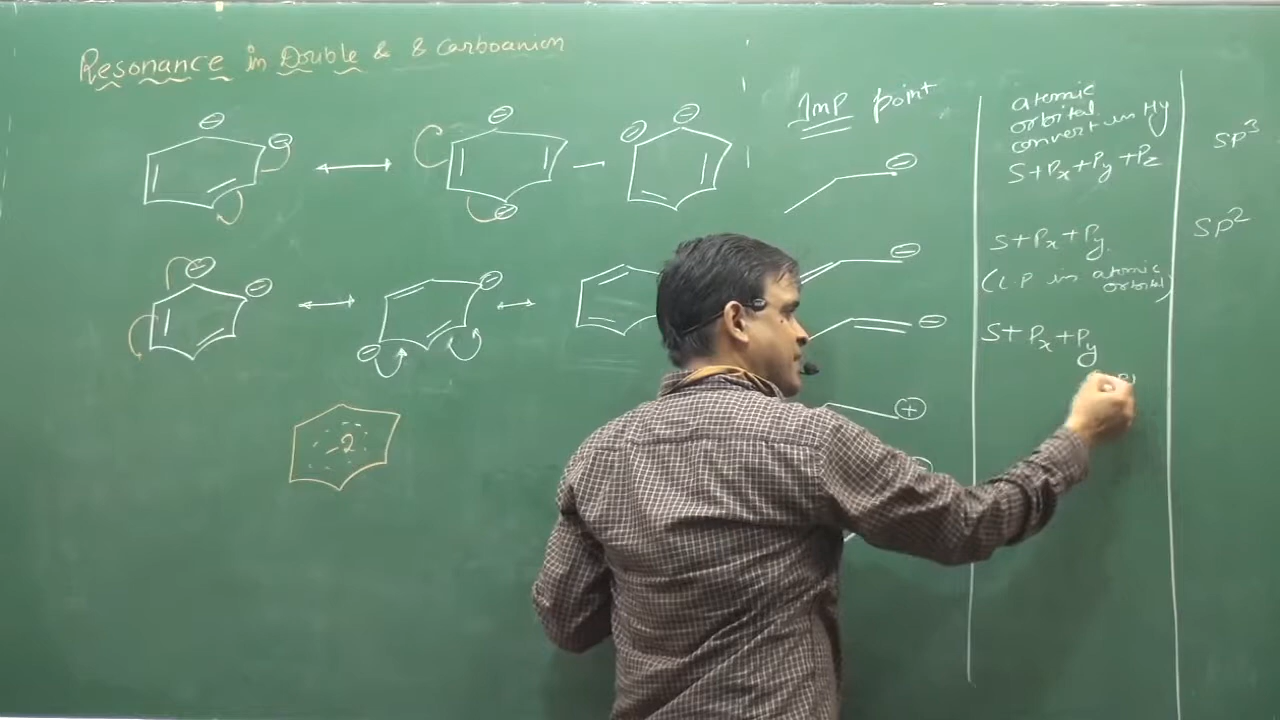 Resonance in Double & 8 Carboanion
Imp point
atomic
orbital
convert in Hy
S+Px+Py+Pz
SP3
S+Px+Py
SP2
(L.P in atomic
orbital)
S+Px+Py
-2